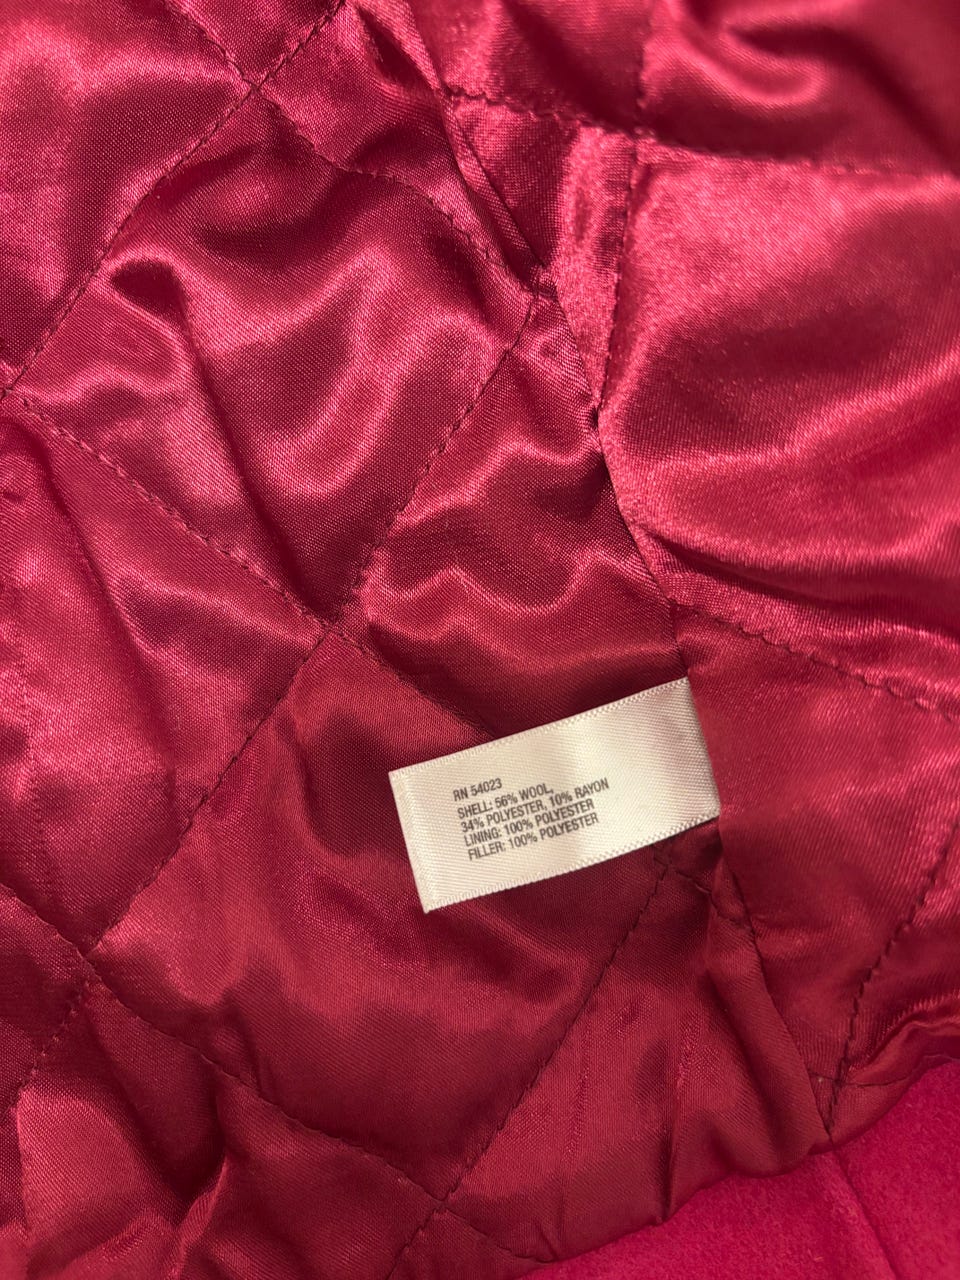 RN 54023
SHELL: 56% WOOL,
34% POLYESTER, 10% RAYON
LINING: 100% POLYESTER
FILLER: 100% POLYESTER